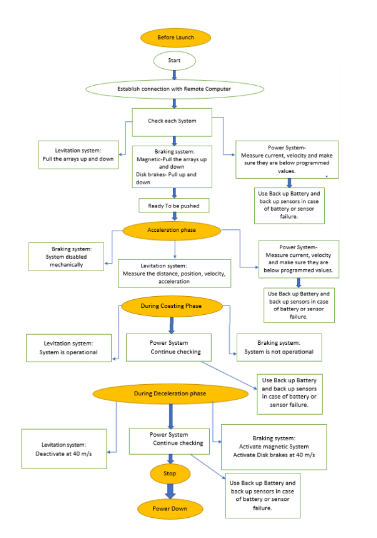 Before Launch
Start
Establish connection with Remote Computer
Check each System
Levitation system:
Pull the arrays up and down
Braking system:
Magnetic-Pull the arrays up
and down
Disk brakes- Pull up and
down
Power System-
Measure current, velocity and make
sure they are below programmed
values.
Use Back up Battery and
back up sensors in case
of battery or sensor
failure.
Ready To be pushed
Acceleration phase
Braking system:
System disabled
mechanically
Levitation system:
Measure the distance, position, velocity,
acceleration
Power System-
Measure current, velocity
and make sure they are
below programmed values.
Use Back up Battery
and back up sensors
in case of battery or
sensor failure.
During Coasting Phase
Levitation system:
System is operational
Power System
Continue checking
Braking system:
System is not operational
Use Back up Battery
and back up sensors
in case of battery or
sensor failure.
During Deceleration phase
Levitation system:
Deactivate at 40 m/s
Power System
Continue checking
Braking system:
Activate magnetic System
Activate Disk brakes at 40 m/s
Use Back up Battery and
back up sensors in case
of battery or sensor
failure.
Stop
Power Down